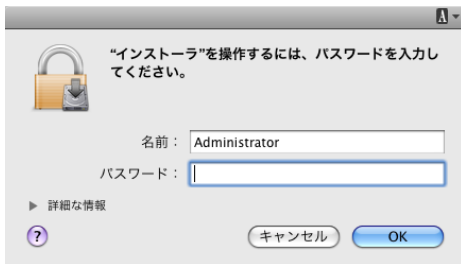 A
“インストーラ”を操作するには、パスワードを入力し
てください。
名前： Administrator
パスワード：
詳細な情報
?
キャンセル OK